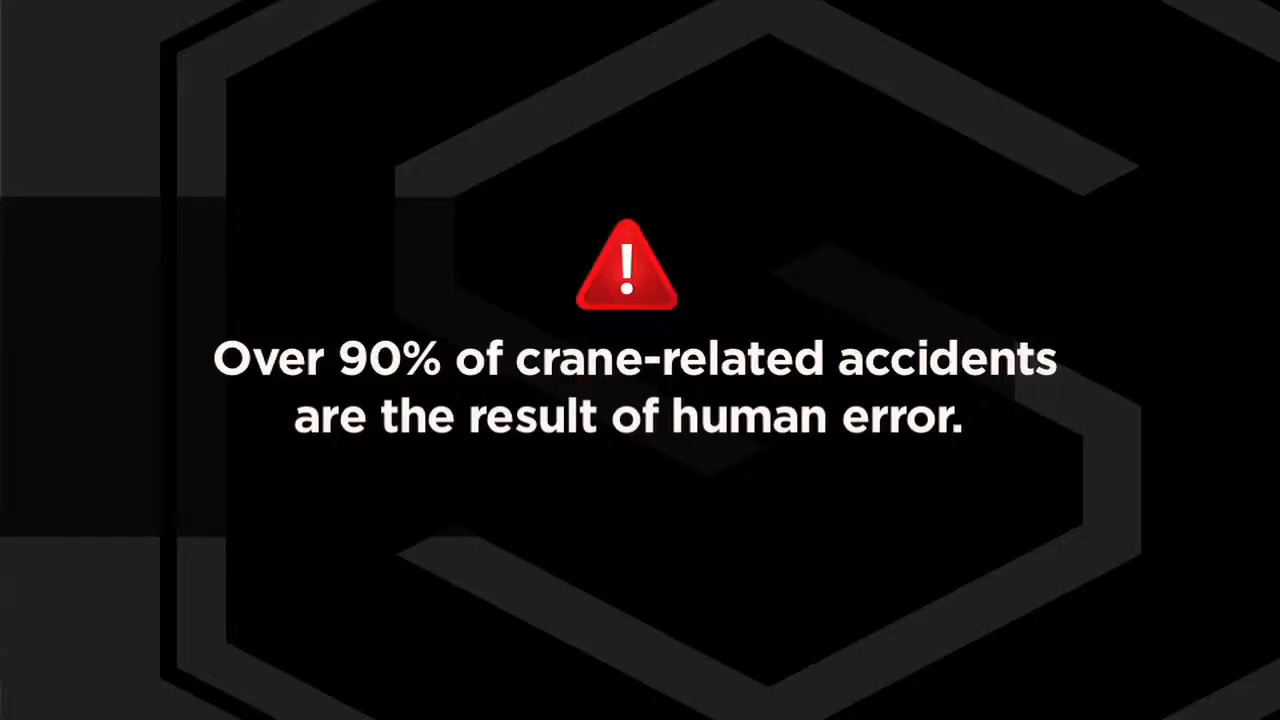 Over 90% of crane-related accidents
are the result of human error.